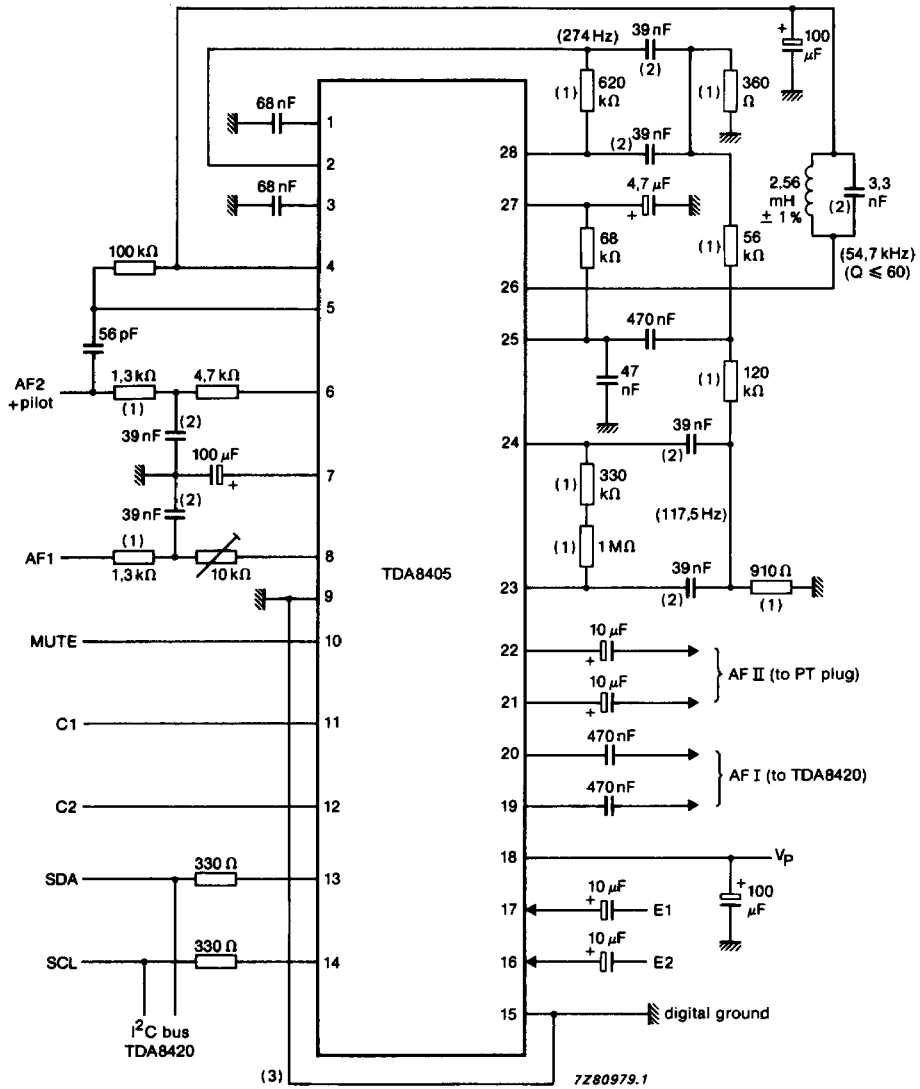 +
100
μF
(274 Hz)
39 nF
(2)
(1)
620
kΩ
(1)
360
Ω
68 nF
1
2
68 nF
3
28
39 nF
(2)
4,7 μF
+
27
2,56
mH
± 1%
(2)
3,3
nF
100 kΩ
4
68
kΩ
(1)
56
kΩ
(54,7 kHz)
(Q ≤ 60)
26
5
470 nF
25
56 pF
47
nF
(1)
120
kΩ
AF2
+pilot
1,3 kΩ
(1)
4,7 kΩ
6
(2)
39 nF
39 nF
(2)
24
100 μF
+
7
(1)
330
kΩ
(2)
39 nF
(117,5 Hz)
AF1
(1)
1,3 kΩ
10 kΩ
8
(1)
1 MΩ
TDA8405
39 nF
(2)
910 Ω
(1)
23
9
MUTE
10
22
10 μF
+
AF II (to PT plug)
21
10 μF
+
C1
11
20
470 nF
AF I (to TDA8420)
19
470 nF
C2
12
18
VP
+
100
μF
SDA
330 Ω
13
17
10 μF
+
E1
SCL
330 Ω
14
16
10 μF
+
E2
15
digital ground
I²C bus
TDA8420
(3)
7Z80979.1